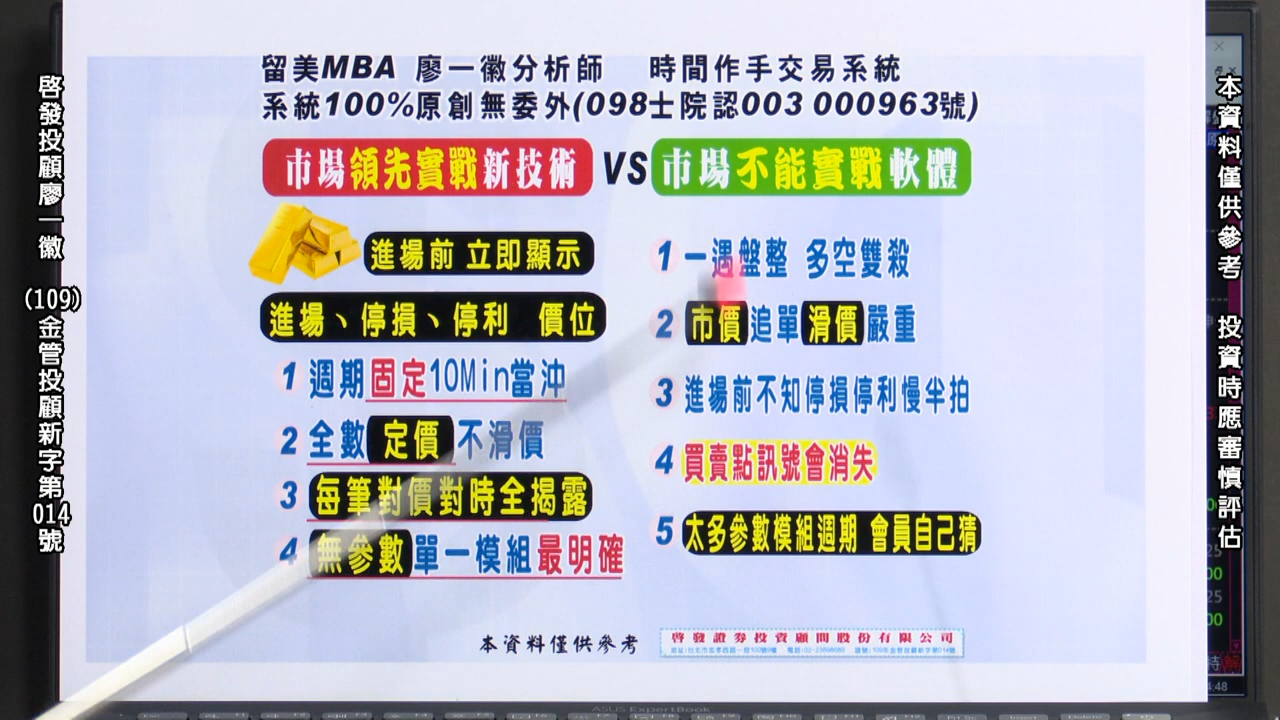 留美MBA 廖一徽分析師 時間作手交易系統
系統100%原創無委外(098士院認003 000963號)
市場領先實戰新技術 VS 市場不能實戰軟體
進場前 立即顯示
進場、停損、停利 價位
1 週期固定10Min當沖
2 全數 定價 不滑價
3 每筆對價對時全揭露
4 無參數單一模組最明確
1 一遇盤整 多空雙殺
2 市價追單滑價嚴重
3 進場前不知停損停利慢半拍
4 買賣點訊號會消失
5 太多參數模組週期 會員自己猜
本資料僅供參考
啓發證券投資顧問股份有限公司
啓發投顧廖一徽 (109)金管投顧新字第014號
本資料僅供參考 投資時應審慎評估
ASUS ExpertBook